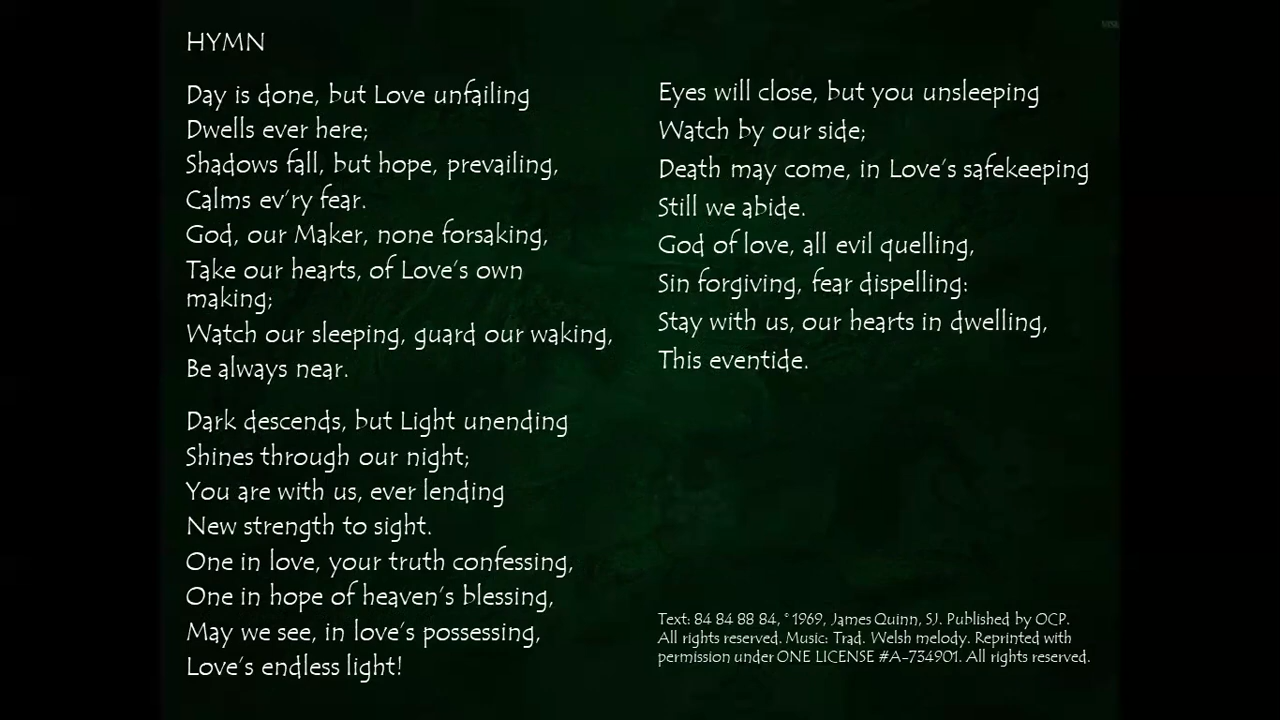 HYMN
Day is done, but Love unfailing
Dwells ever here;
Shadows fall, but hope, prevailing,
Calms ev'ry fear.
God, our Maker, none forsaking,
Take our hearts, of Love's own
making;
Watch our sleeping, guard our waking,
Be always near.
Dark descends, but Light unending
Shines through our night;
You are with us, ever lending
New strength to sight.
One in love, your truth confessing,
One in hope of heaven's blessing,
May we see, in love's possessing,
Love's endless light!
Eyes will close, but you unsleeping
Watch by our side;
Death may come, in Love's safekeeping
Still we abide.
God of love, all evil quelling,
Sin forgiving, fear dispelling:
Stay with us, our hearts in dwelling,
This eventide.
Text: 84 84 88 84, © 1969, James Quinn, SJ. Published by OCP.
All rights reserved. Music: Trad. Welsh melody. Reprinted with
permission under ONE LICENSE #A-734901. All rights reserved.